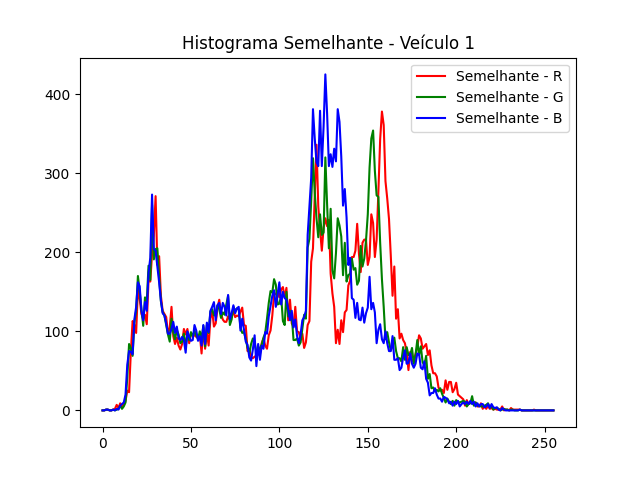 Histograma Semelhante - Veículo 1
Semelhante - R
Semelhante - G
Semelhante - B
400
300
200
100
0
0 50 100 150 200 250